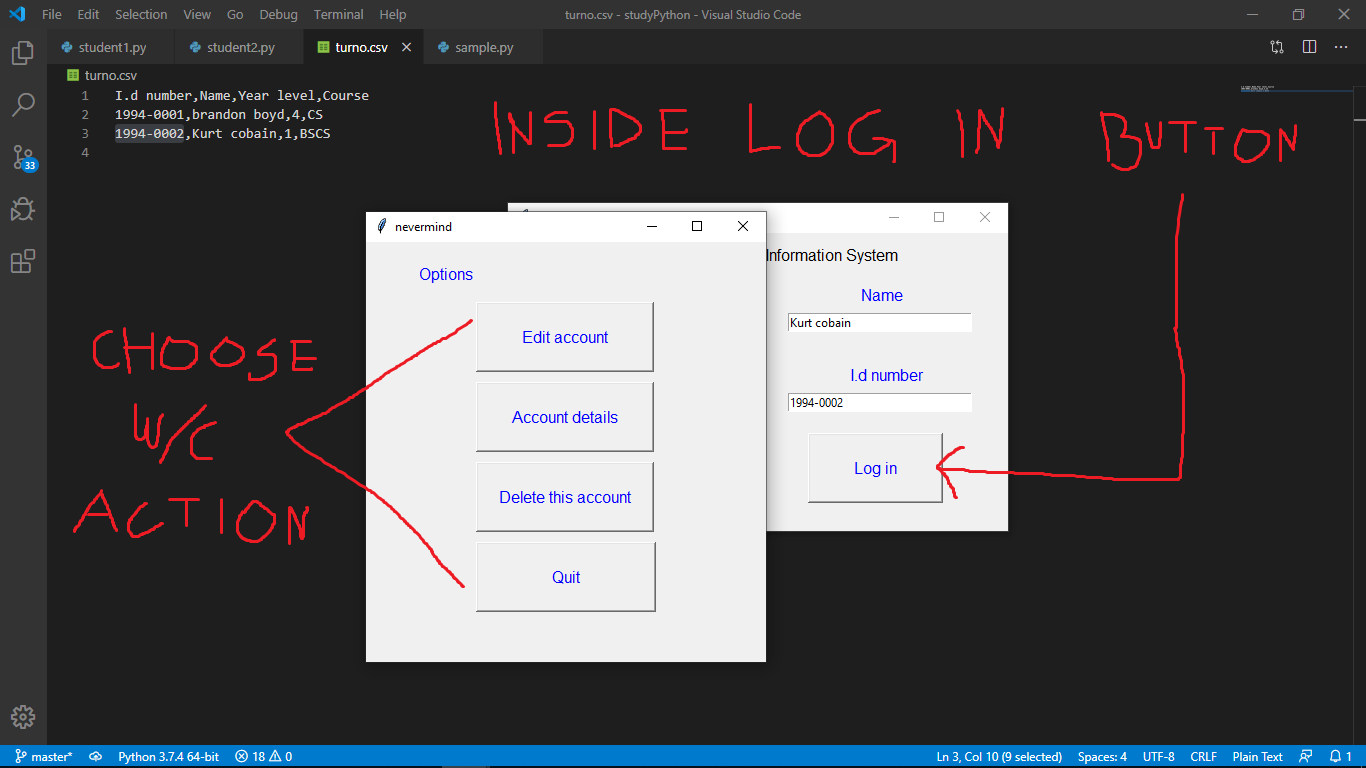 File Edit Selection View Go Debug Terminal Help turno.csv - studyPython - Visual Studio Code
student1.py student2.py turno.csv sample.py
turno.csv
1 I.d number,Name,Year level,Course
2 1994-0001,brandon boyd,4,CS
3 1994-0002,Kurt cobain,1,BSCS
4
INSIDE LOG IN BUTTON
33
nevermind
Options
Edit account
Account details
Delete this account
Quit
Information System
Name
Kurt cobain
I.d number
1994-0002
Log in
CHOOSE
W/C
ACTION
master* Python 3.7.4 64-bit 18 0 Ln 3, Col 10 (9 selected) Spaces: 4 UTF-8 CRLF Plain Text 1